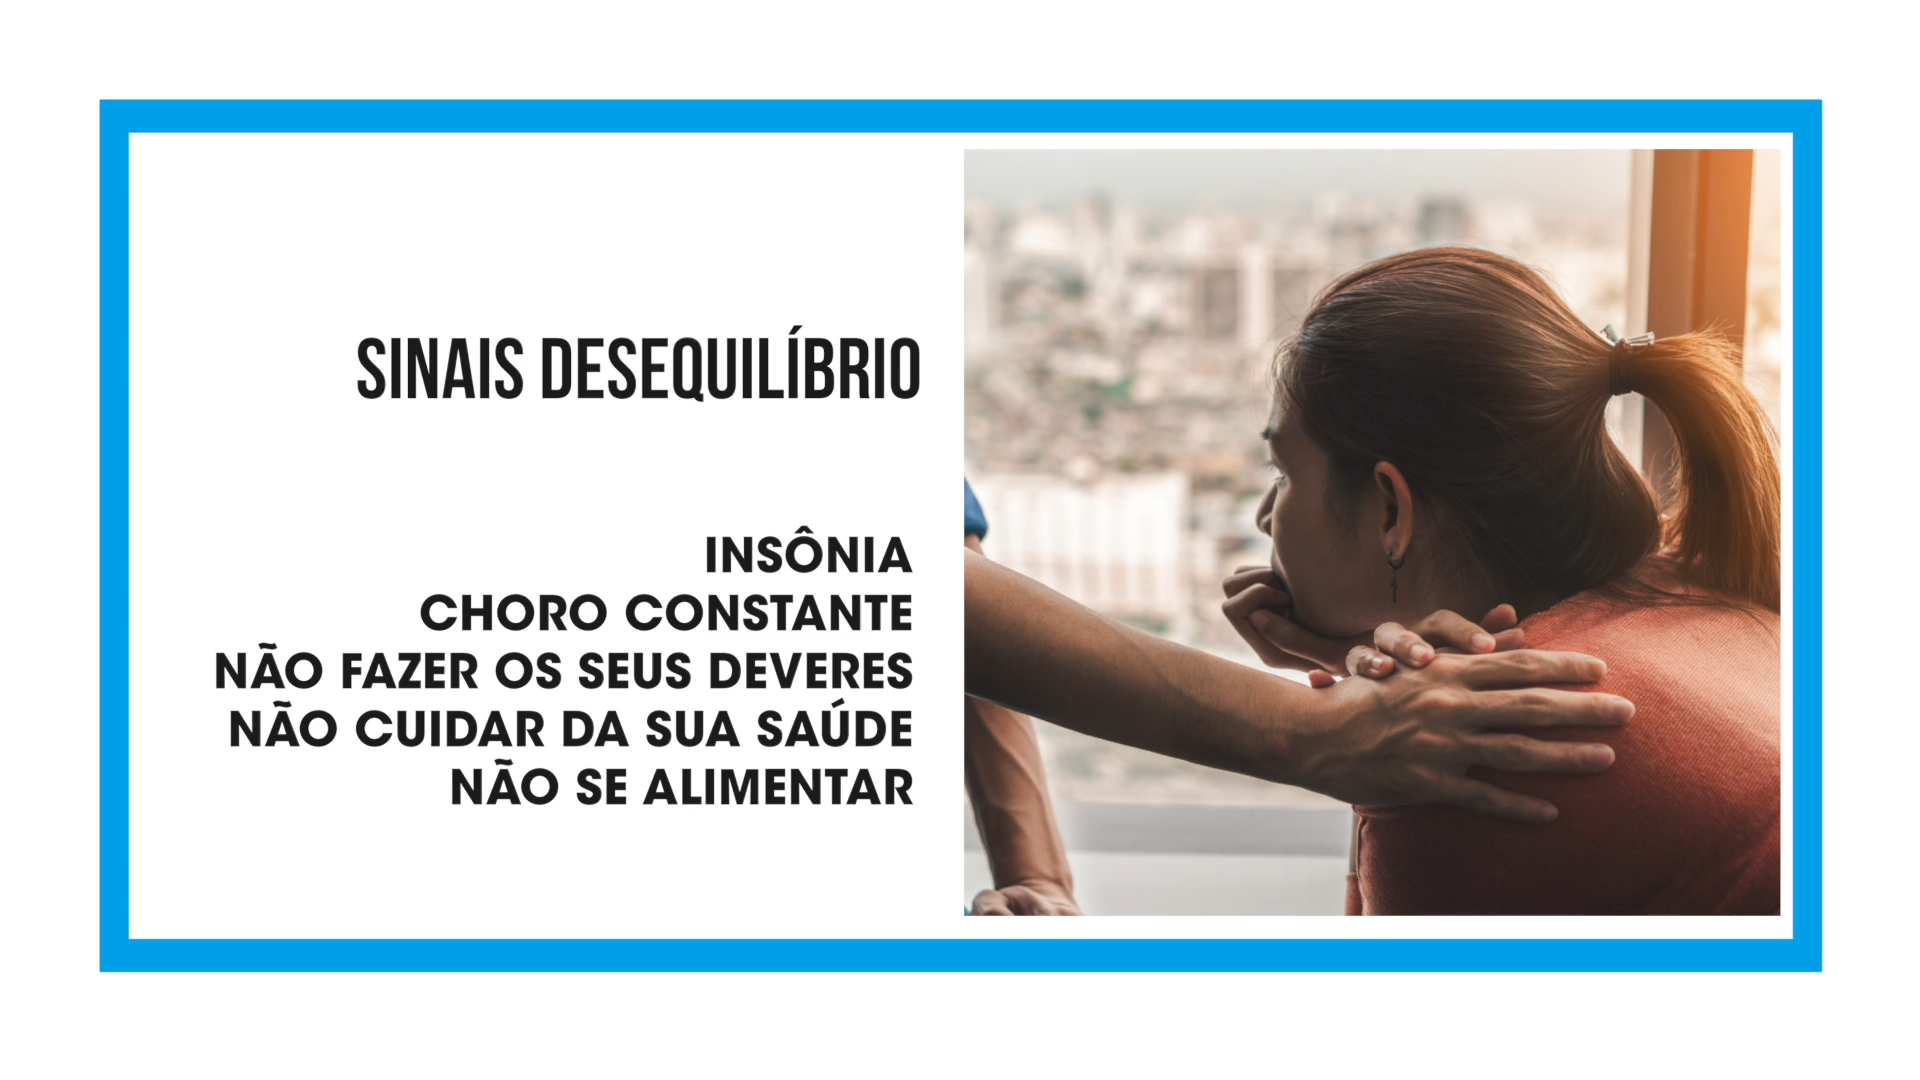 SINAIS DESEQUILÍBRIO
INSÔNIA
CHORO CONSTANTE
NÃO FAZER OS SEUS DEVERES
NÃO CUIDAR DA SUA SAÚDE
NÃO SE ALIMENTAR